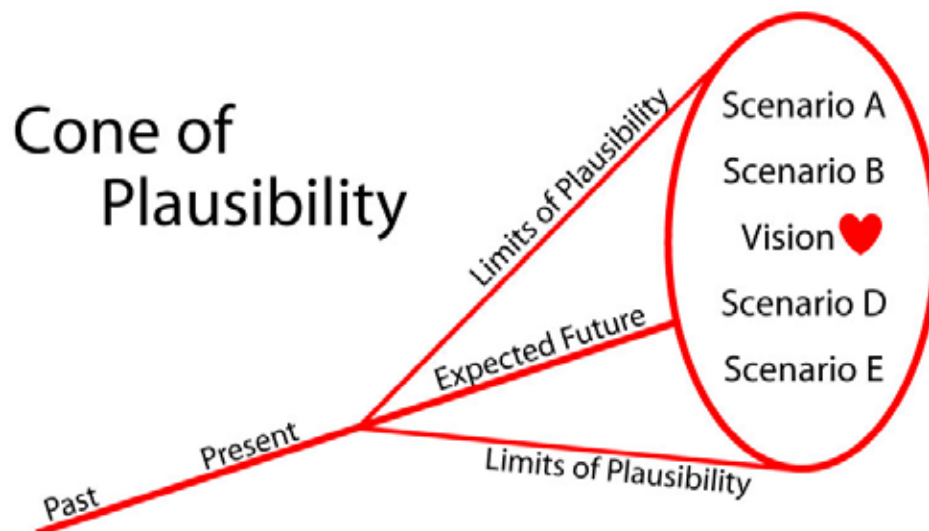 Cone of
Plausibility
Limits of Plausibility
Scenario A
Scenario B
Vision
Scenario D
Scenario E
Expected Future
Limits of Plausibility
Present
Past